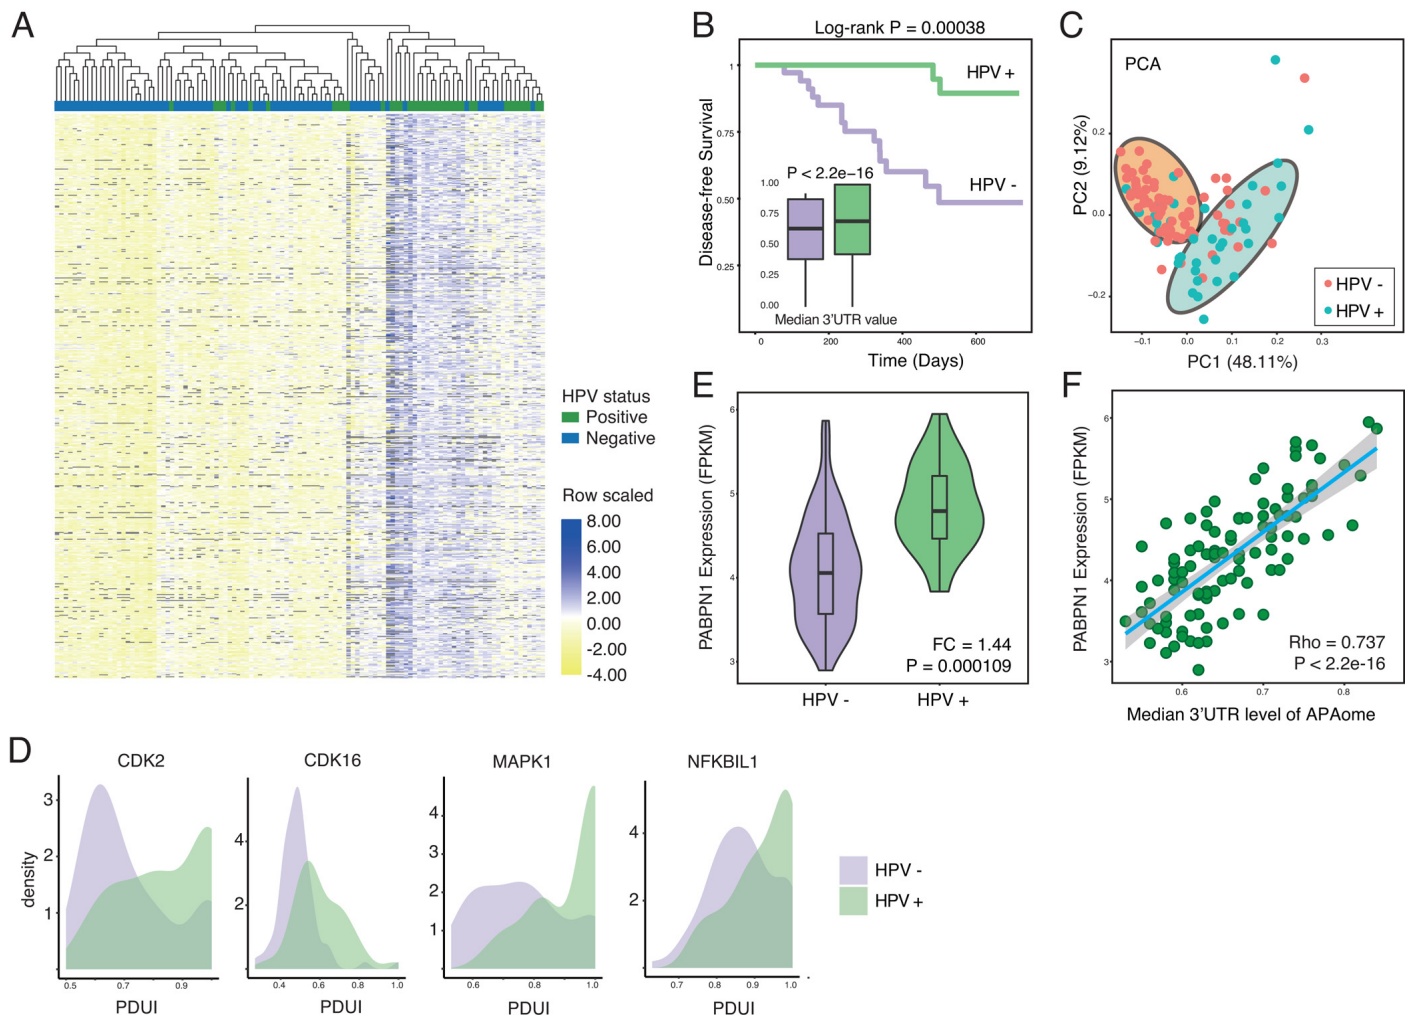 A
HPV status
Positive
Negative
Row scaled
8.00
6.00
4.00
2.00
0.00
-2.00
-4.00
B
Log-rank P = 0.00038
Disease-free Survival
1
0.75
0.50
0.25
HPV +
HPV -
P < 2.2e−16
1.00
0.75
0.50
0.25
0.00
Median 3'UTR value
0
200
400
600
Time (Days)
C
PCA
PC2 (9.12%)
0.2
0.0
−0.2
HPV -
HPV +
−0.1
0.0
0.1
0.2
0.3
PC1 (48.11%)
D
density
CDK2
3
2
1
0.5
0.7
0.9
PDUI
CDK16
4
2
0.4
0.6
0.8
1.0
PDUI
MAPK1
4
3
2
1
0.6
0.8
1.0
PDUI
NFKBIL1
4
2
0.7
0.8
0.9
1.0
PDUI
HPV -
HPV +
E
PABPN1 Expression (FPKM)
6
5
4
3
FC = 1.44
P = 0.000109
HPV -
HPV +
F
PABPN1 Expression (FPKM)
6
5
4
3
Rho = 0.737
P < 2.2e-16
0.6
0.7
0.8
Median 3'UTR level of APAome